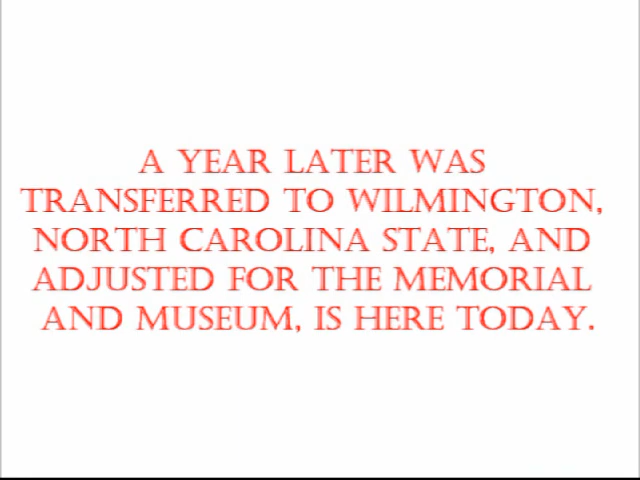 A YEAR LATER WAS
TRANSFERRED TO WILMINGTON,
NORTH CAROLINA STATE, AND
ADJUSTED FOR THE MEMORIAL
AND MUSEUM, IS HERE TODAY.